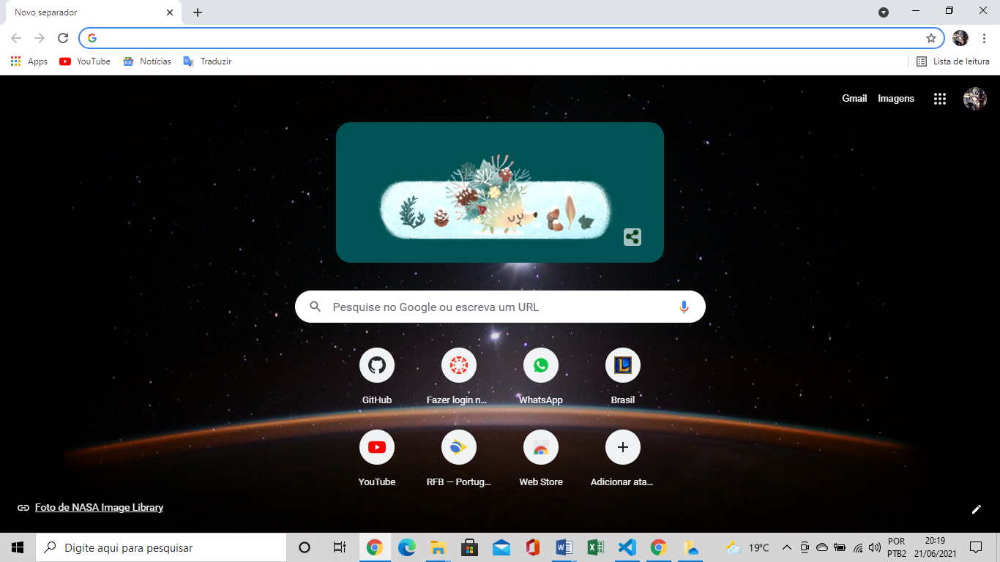 Novo separador
Apps
YouTube
Notícias
Traduzir
Lista de leitura
Gmail
Imagens
Pesquise no Google ou escreva um URL
GitHub
Fazer login n...
WhatsApp
Brasil
YouTube
RFB — Portug...
Web Store
Adicionar ata...
Foto de NASA Image Library
Digite aqui para pesquisar
19°C
POR
PTB2
20:19
21/06/2021